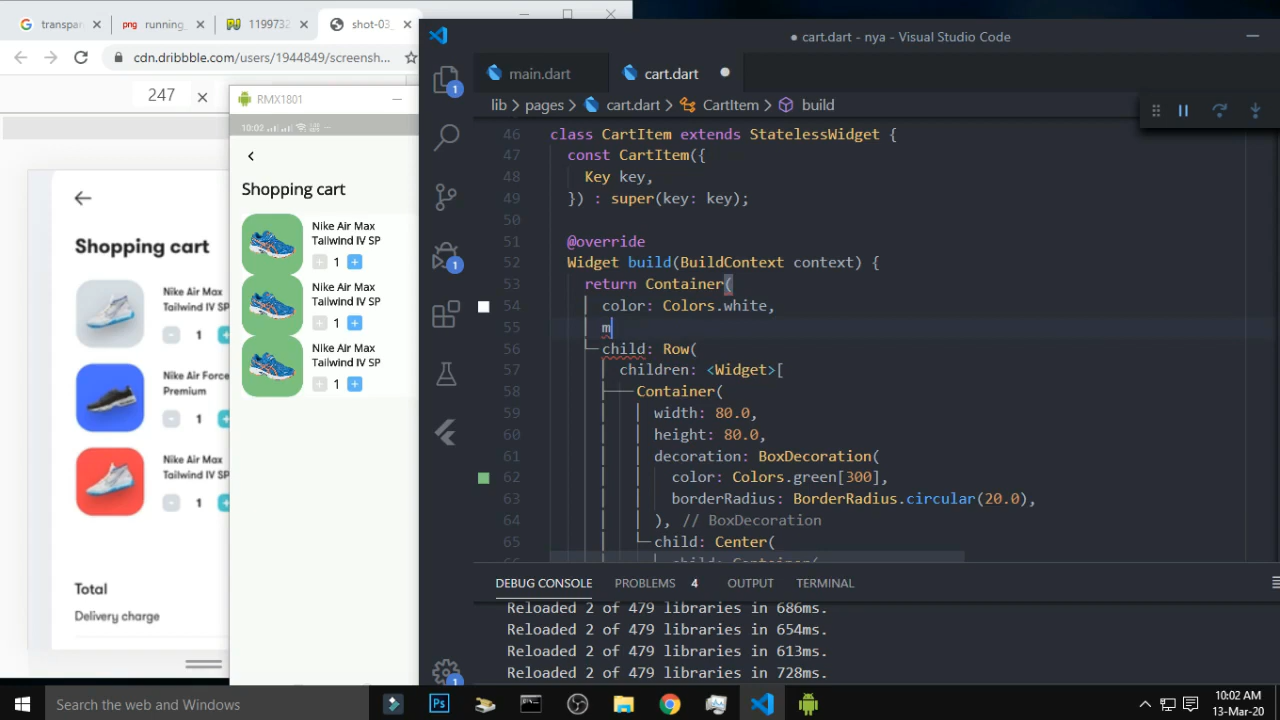 transpar
running_
1199732
shot-03_
cdn.dribbble.com/users/1944849/screensh...
247
RMX1801
10:02
Shopping cart
Nike Air Max
Tailwind IV SP
1
Nike Air Max
Tailwind IV SP
1
Nike Air Max
Tailwind IV SP
1
Shopping cart
Nike Air Max
Tailwind IV SP
- 1
Nike Air Force
Premium
- 1
Nike Air Max
Tailwind IV SP
- 1
Total
Delivery charge
● cart.dart - nya - Visual Studio Code
main.dart
cart.dart
lib > pages > cart.dart > CartItem > build
46 class CartItem extends StatelessWidget {
47 const CartItem({
48 Key key,
49 }) : super(key: key);
50
51 @override
52 Widget build(BuildContext context) {
53 return Container(
54 color: Colors.white,
55 m
56 child: Row(
57 children: <Widget>[
58 Container(
59 width: 80.0,
60 height: 80.0,
61 decoration: BoxDecoration(
62 color: Colors.green[300],
63 borderRadius: BorderRadius.circular(20.0),
64 ), // BoxDecoration
65 child: Center(
DEBUG CONSOLE PROBLEMS 4 OUTPUT TERMINAL
Reloaded 2 of 479 libraries in 686ms.
Reloaded 2 of 479 libraries in 654ms.
Reloaded 2 of 479 libraries in 613ms.
Reloaded 2 of 479 libraries in 728ms.
Search the web and Windows
10:02 AM
13-Mar-20